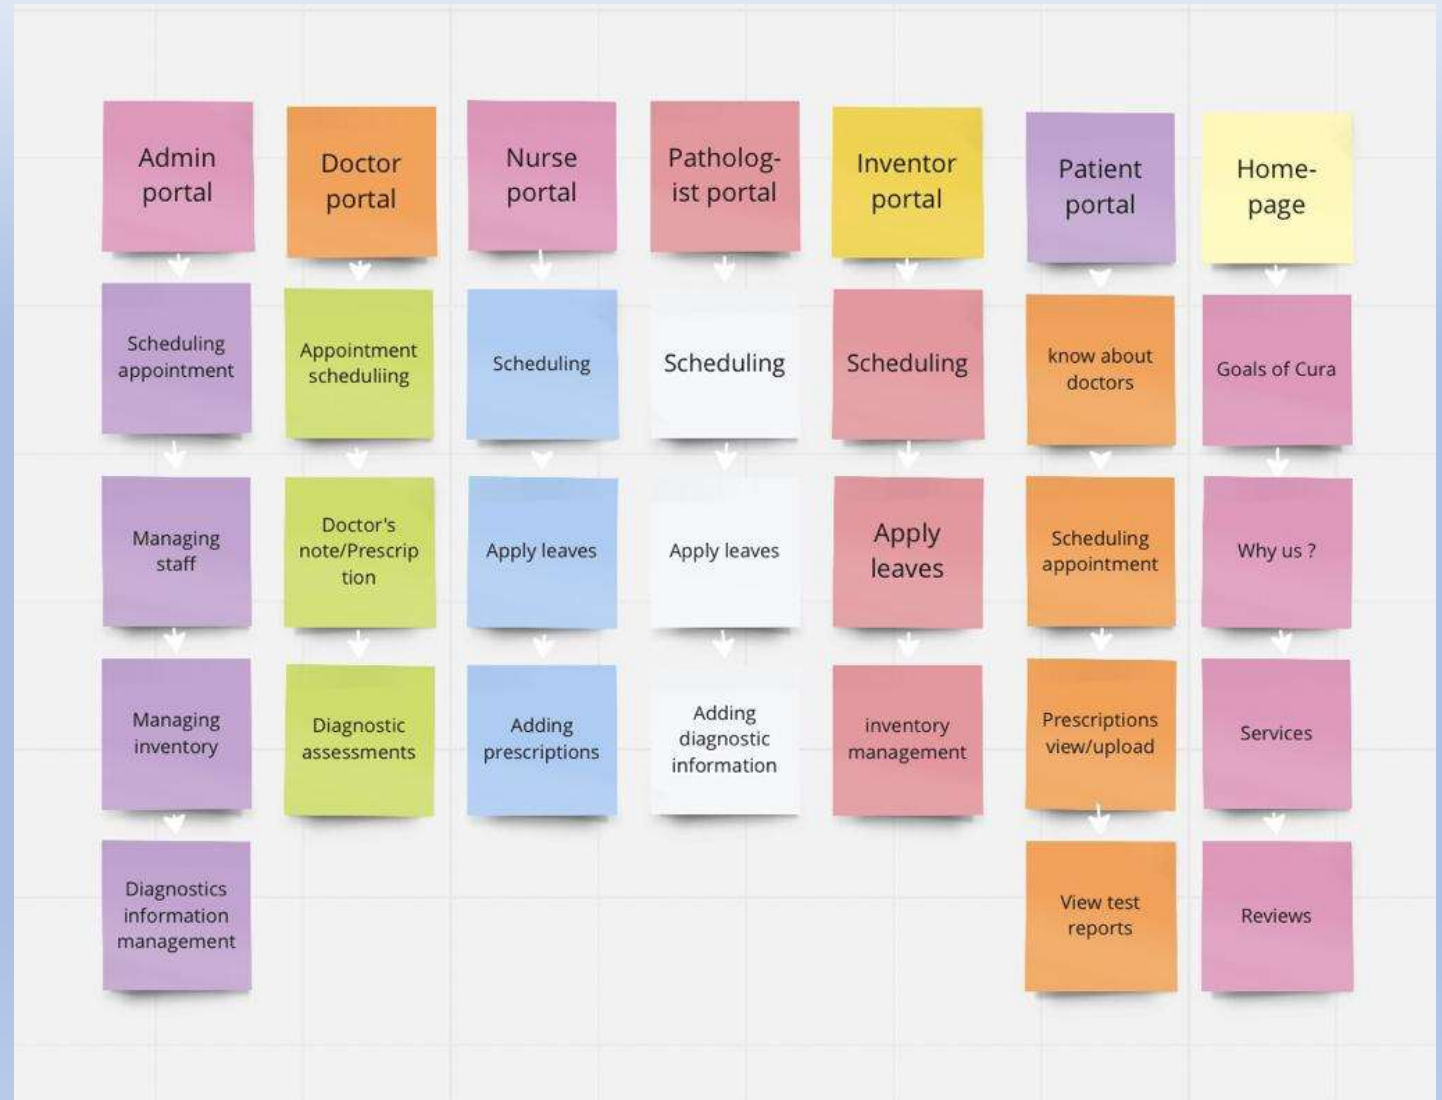 Admin
portal
Doctor
portal
Nurse
portal
Patholog-
ist portal
Inventor
portal
Patient
portal
Home-
page
Scheduling
appointment
Appointment
scheduliing
Scheduling
Scheduling
Scheduling
know about
doctors
Goals of Cura
Managing
staff
Doctor's
note/Prescrip
tion
Apply leaves
Apply leaves
Apply
leaves
Scheduling
appointment
Why us ?
Managing
inventory
Diagnostic
assessments
Adding
prescriptions
Adding
diagnostic
information
inventory
management
Prescriptions
view/upload
Services
Diagnostics
information
management
View test
reports
Reviews